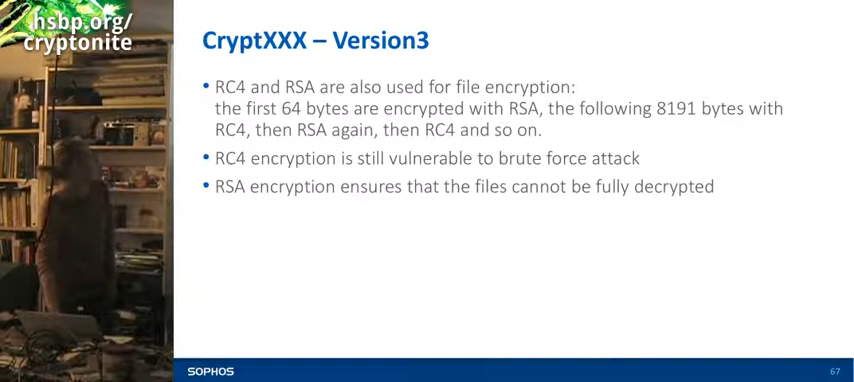 hsbp.org/
cryptonite
CryptXXX – Version3
• RC4 and RSA are also used for file encryption:
the first 64 bytes are encrypted with RSA, the following 8191 bytes with
RC4, then RSA again, then RC4 and so on.
• RC4 encryption is still vulnerable to brute force attack
• RSA encryption ensures that the files cannot be fully decrypted
SOPHOS
67